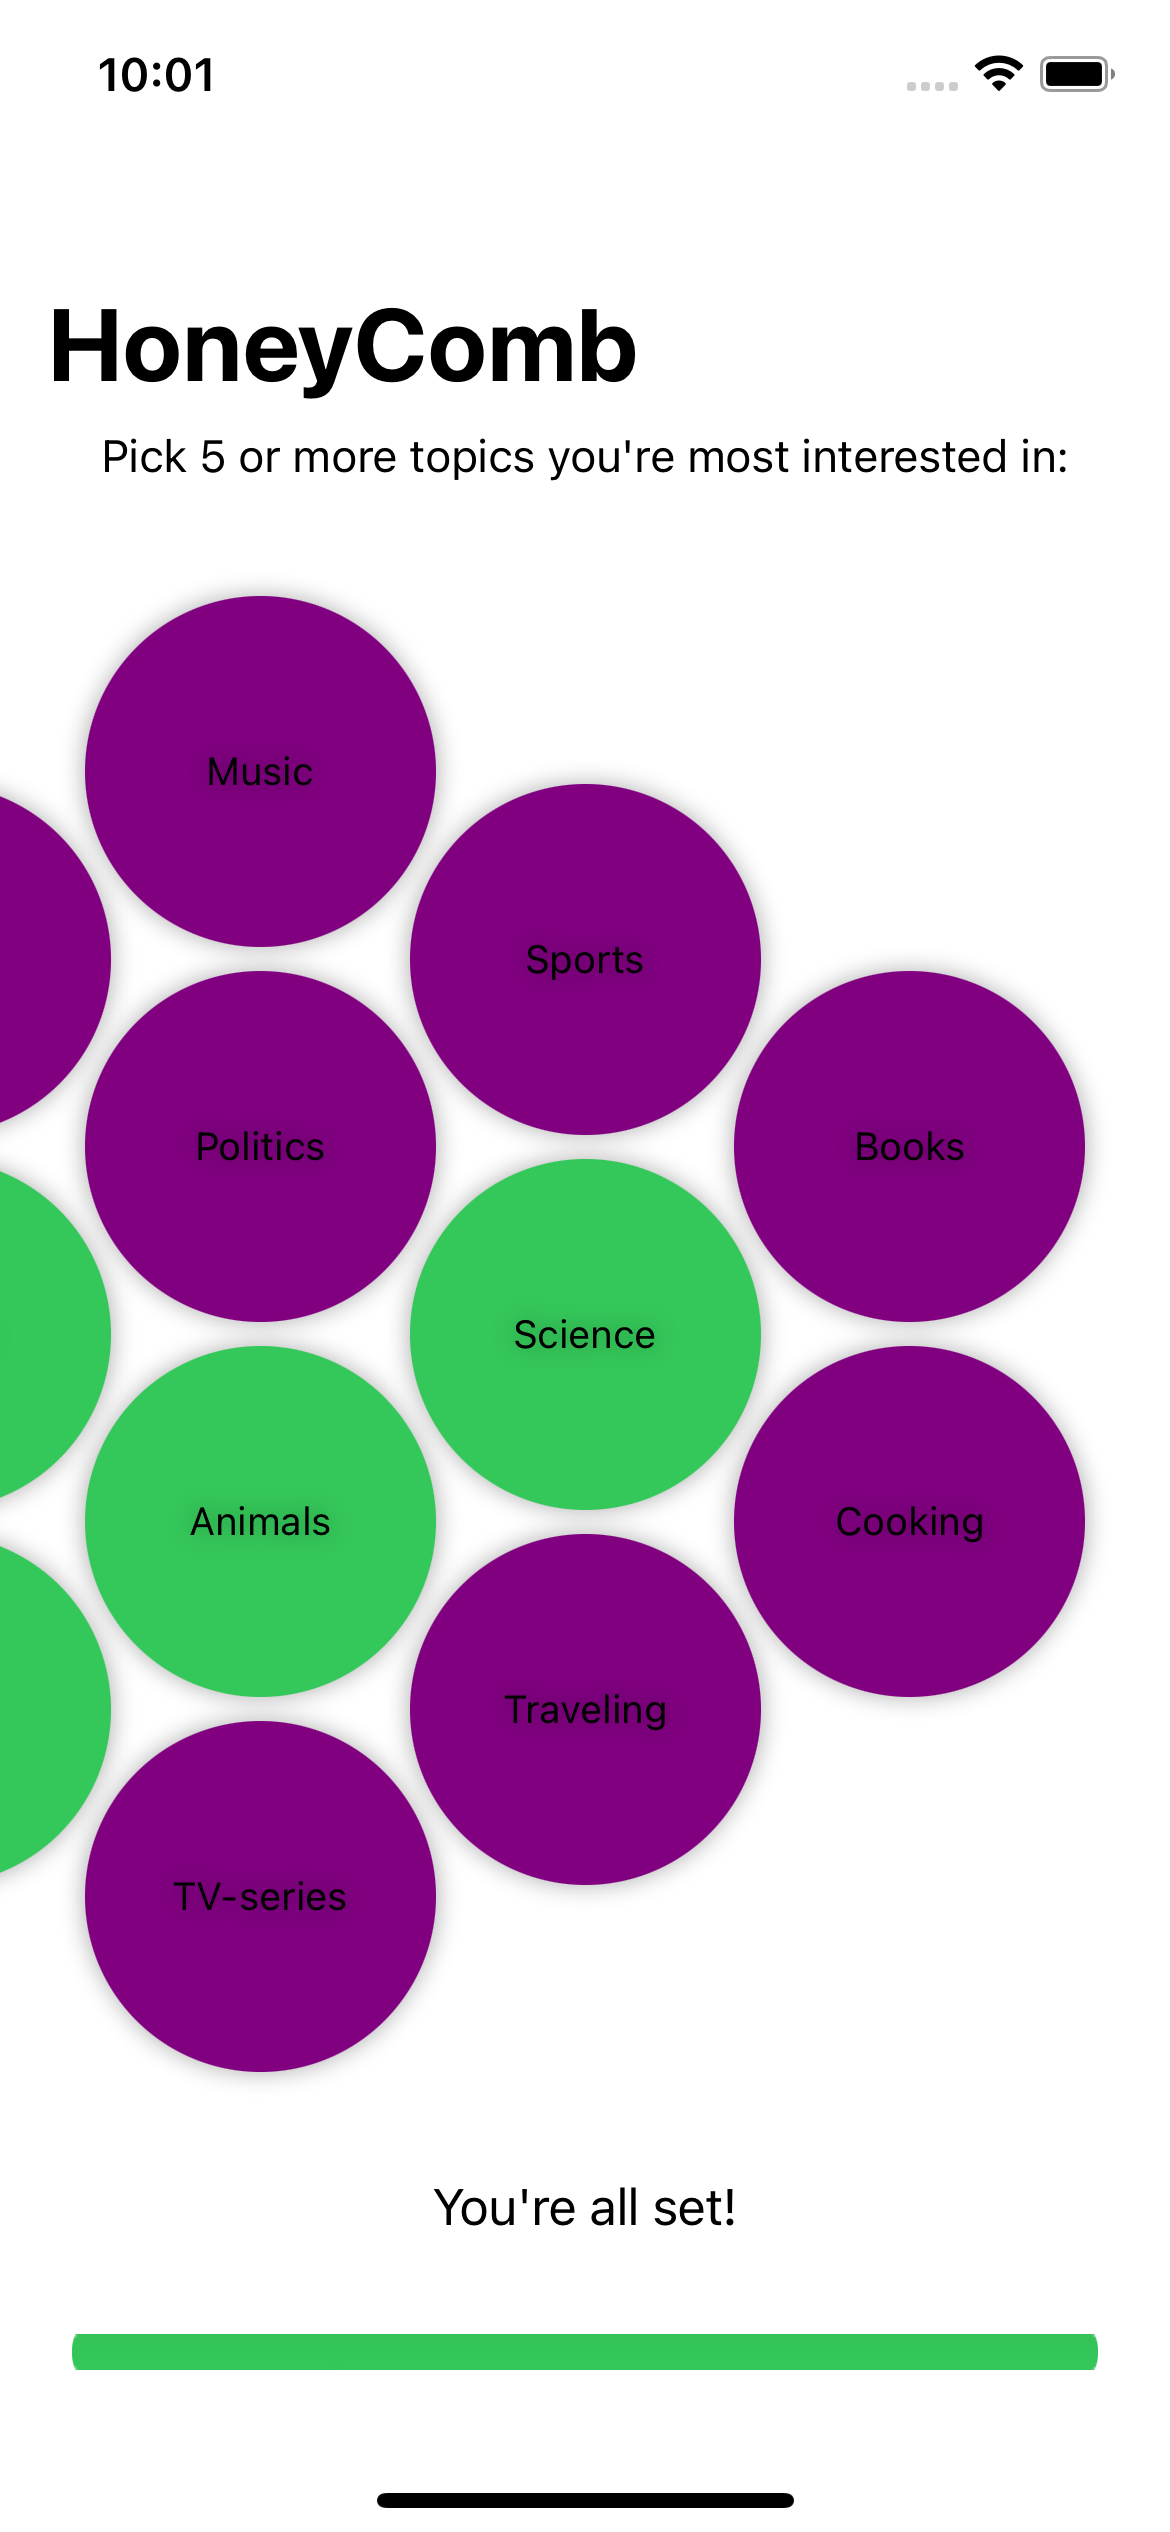 10:01
HoneyComb
Pick 5 or more topics you're most interested in:
Music
Sports
Politics
Books
Science
Animals
Cooking
Traveling
TV-series
You're all set!